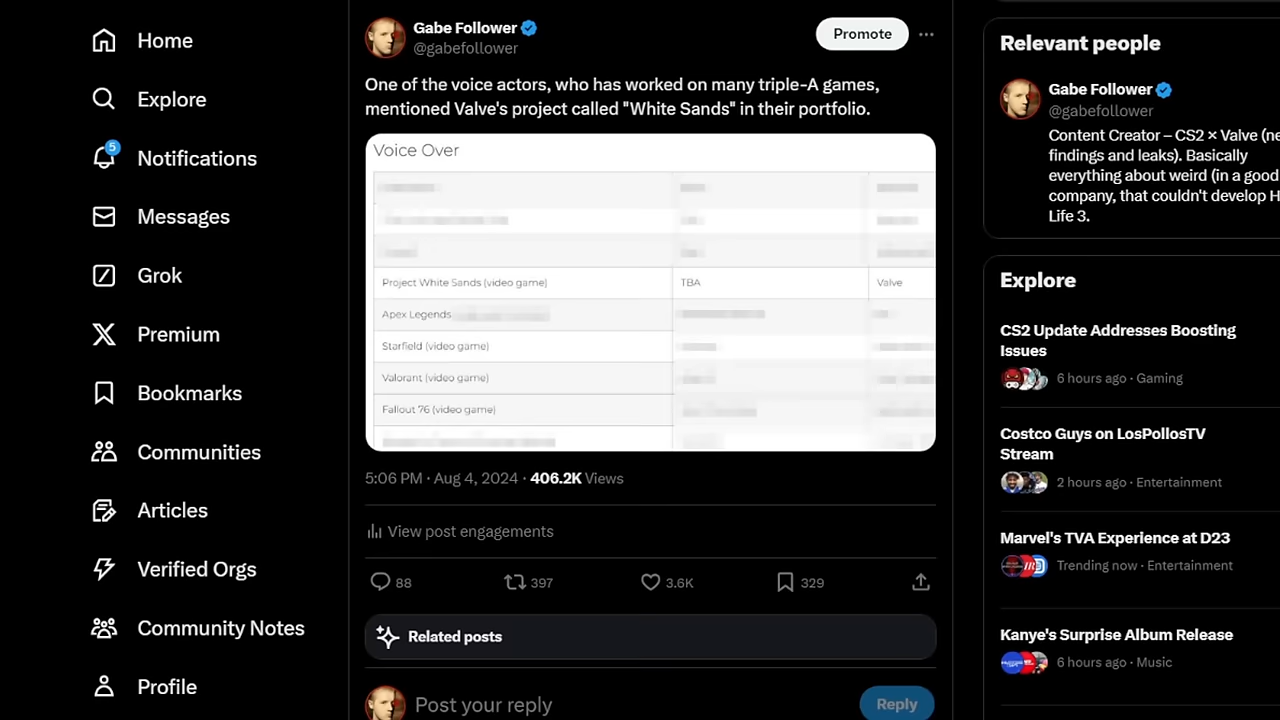 Home
Explore
5
Notifications
Messages
Grok
Premium
Bookmarks
Communities
Articles
Verified Orgs
Community Notes
Profile
Gabe Follower
@gabefollower
Promote
One of the voice actors, who has worked on many triple-A games,
mentioned Valve's project called "White Sands" in their portfolio.
Voice Over
Project White Sands (video game) TBA Valve
Apex Legends
Starfield (video game)
Valorant (video game)
Fallout 76 (video game)
5:06 PM · Aug 4, 2024 · 406.2K Views
View post engagements
88 397 3.6K 329
Related posts
Post your reply
Reply
Relevant people
Gabe Follower
@gabefollower
Content Creator – CS2 × Valve (ne
findings and leaks). Basically
everything about weird (in a good
company, that couldn't develop H
Life 3.
Explore
CS2 Update Addresses Boosting
Issues
6 hours ago · Gaming
Costco Guys on LosPollosTV
Stream
2 hours ago · Entertainment
Marvel's TVA Experience at D23
Trending now · Entertainment
Kanye's Surprise Album Release
6 hours ago · Music